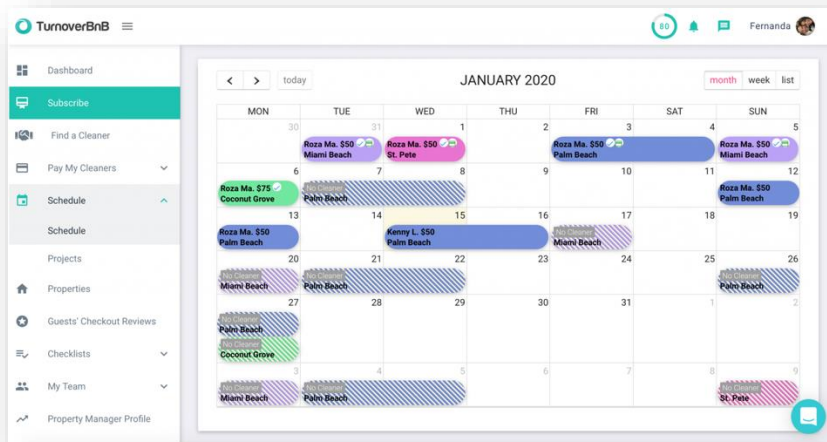 TurnoverBnB
80
Fernanda
Dashboard
Subscribe
Find a Cleaner
Pay My Cleaners
Schedule
Schedule
Projects
Properties
Guests' Checkout Reviews
Checklists
My Team
Property Manager Profile
< > today
JANUARY 2020
month week list
MON TUE WED THU FRI SAT SUN
30 31 1 2 3 4 5
Roza Ma. $50 Roza Ma. $50 Roza Ma. $50 Roza Ma. $50
Miami Beach St. Pete Palm Beach Miami Beach
6 7 8 9 10 11 12
Roza Ma. $75 No Cleaner Roza Ma. $50
Coconut Grove Palm Beach Palm Beach
13 14 15 16 17 18 19
Roza Ma. $50 Kenny L. $50 No Cleaner
Palm Beach Palm Beach Miami Beach
20 21 22 23 24 25 26
No Cleaner No Cleaner No Cleaner
Miami Beach Palm Beach Palm Beach
27 28 29 30 31 1 2
No Cleaner
Palm Beach
No Cleaner
Coconut Grove
3 4 5 6 7 8 9
No Cleaner No Cleaner No Cleaner
Miami Beach Palm Beach St. Pete